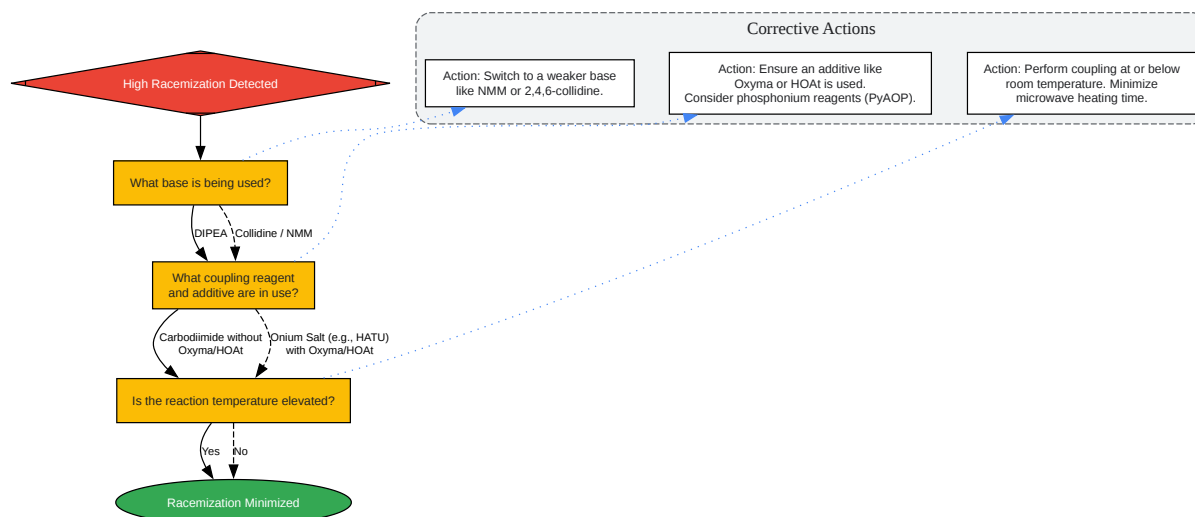 Corrective Actions
High Racemization Detected
Action: Switch to a weaker base
like NMM or 2,4,6-collidine.
Action: Ensure an additive like
Oxyma or HOAt is used.
Consider phosphonium reagents (PyAOP).
Action: Perform coupling at or below
room temperature. Minimize
microwave heating time.
What base is being used?
DIPEA
Collidine / NMM
What coupling reagent
and additive are in use?
Carbodiimide without
Oxyma/HOAt
Onium Salt (e.g., HATU)
with Oxyma/HOAt
Is the reaction temperature elevated?
Yes
No
Racemization Minimized